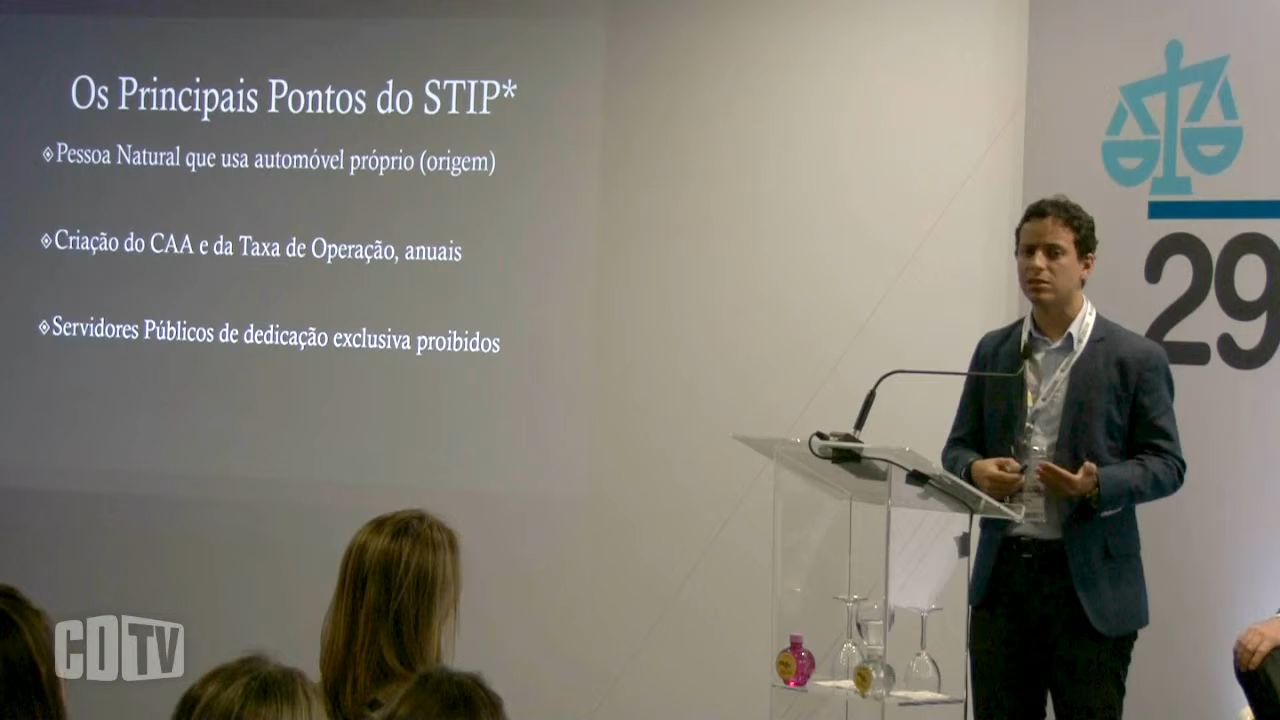 Os Principais Pontos do STIP*
Pessoa Natural que usa automóvel próprio (origem)
Criação do CAA e da Taxa de Operação, anuais
Servidores Públicos de dedicação exclusiva proibidos
29
CDTV